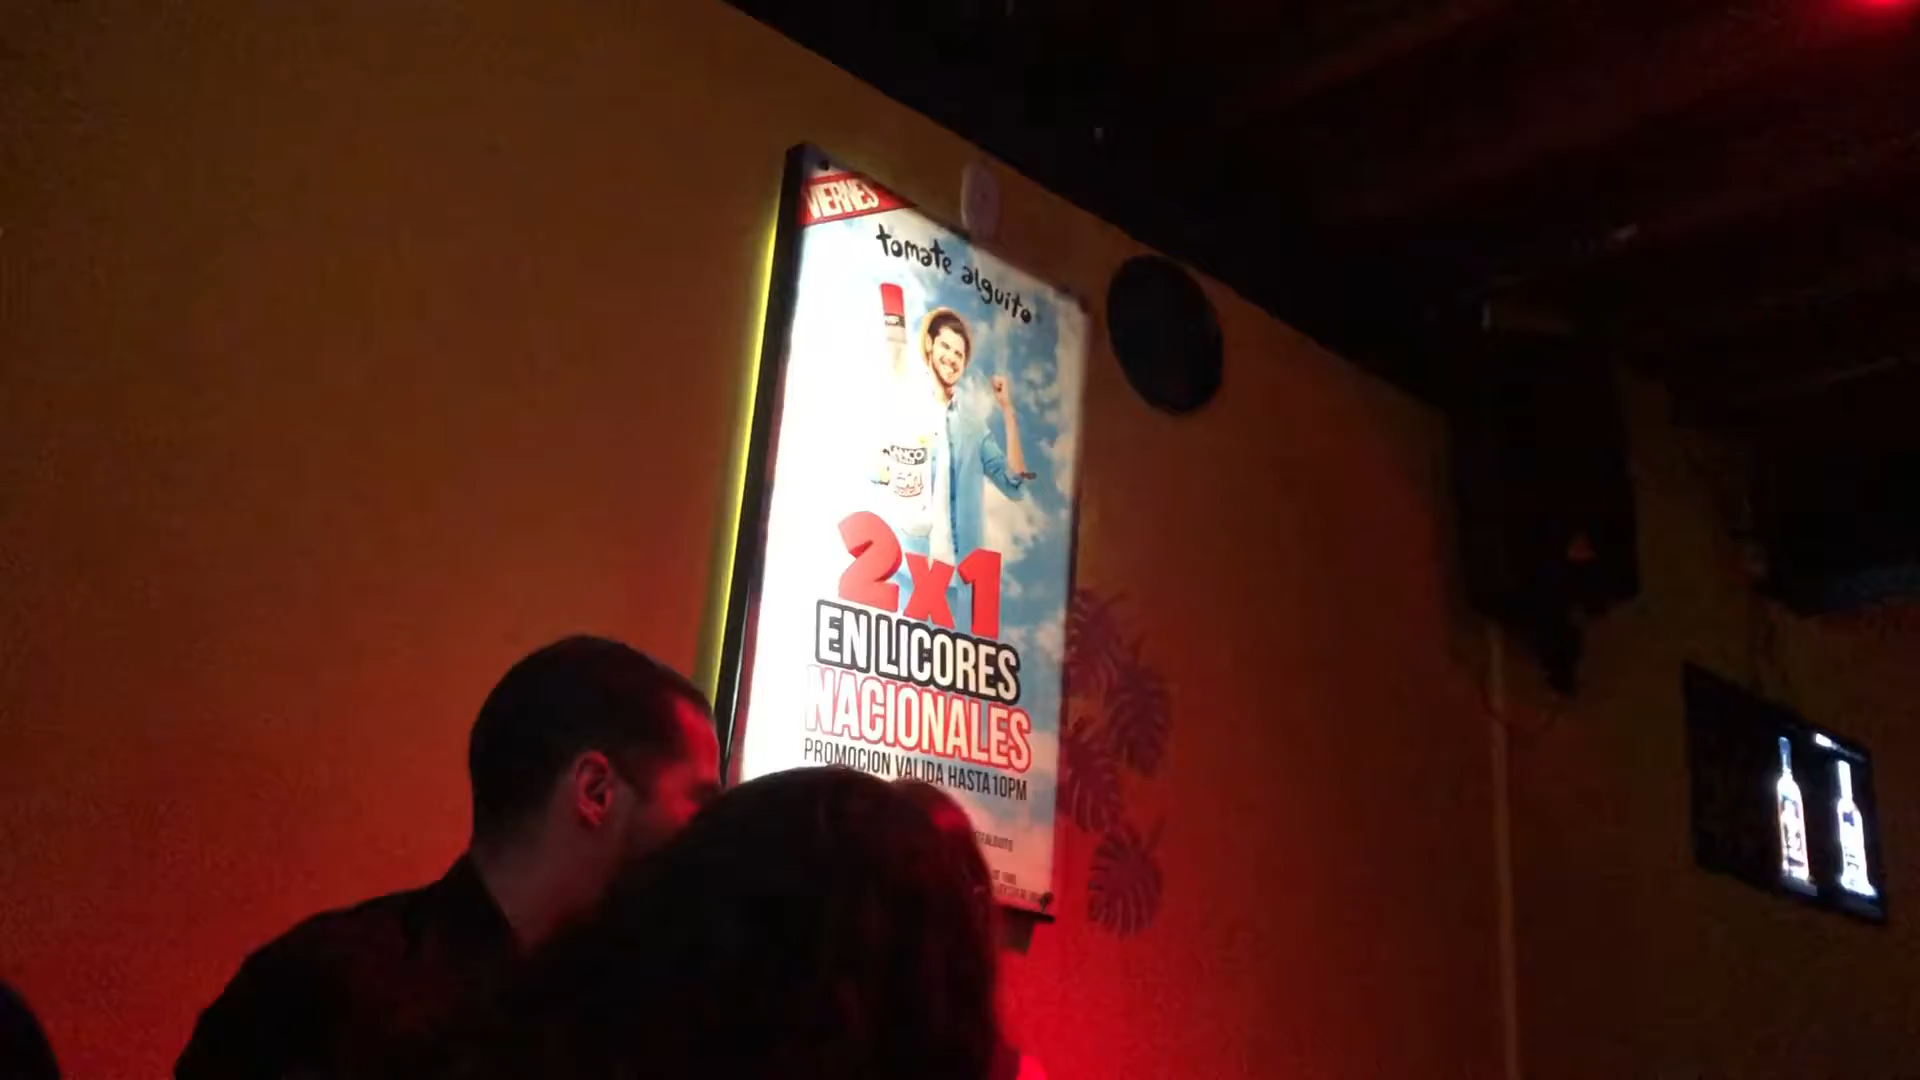 VIERNES
tomate alguito
2x1
EN LICORES
NACIONALES
PROMOCION VALIDA HASTA 10PM